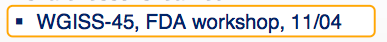 ▪ WGISS-45, FDA workshop, 11/04